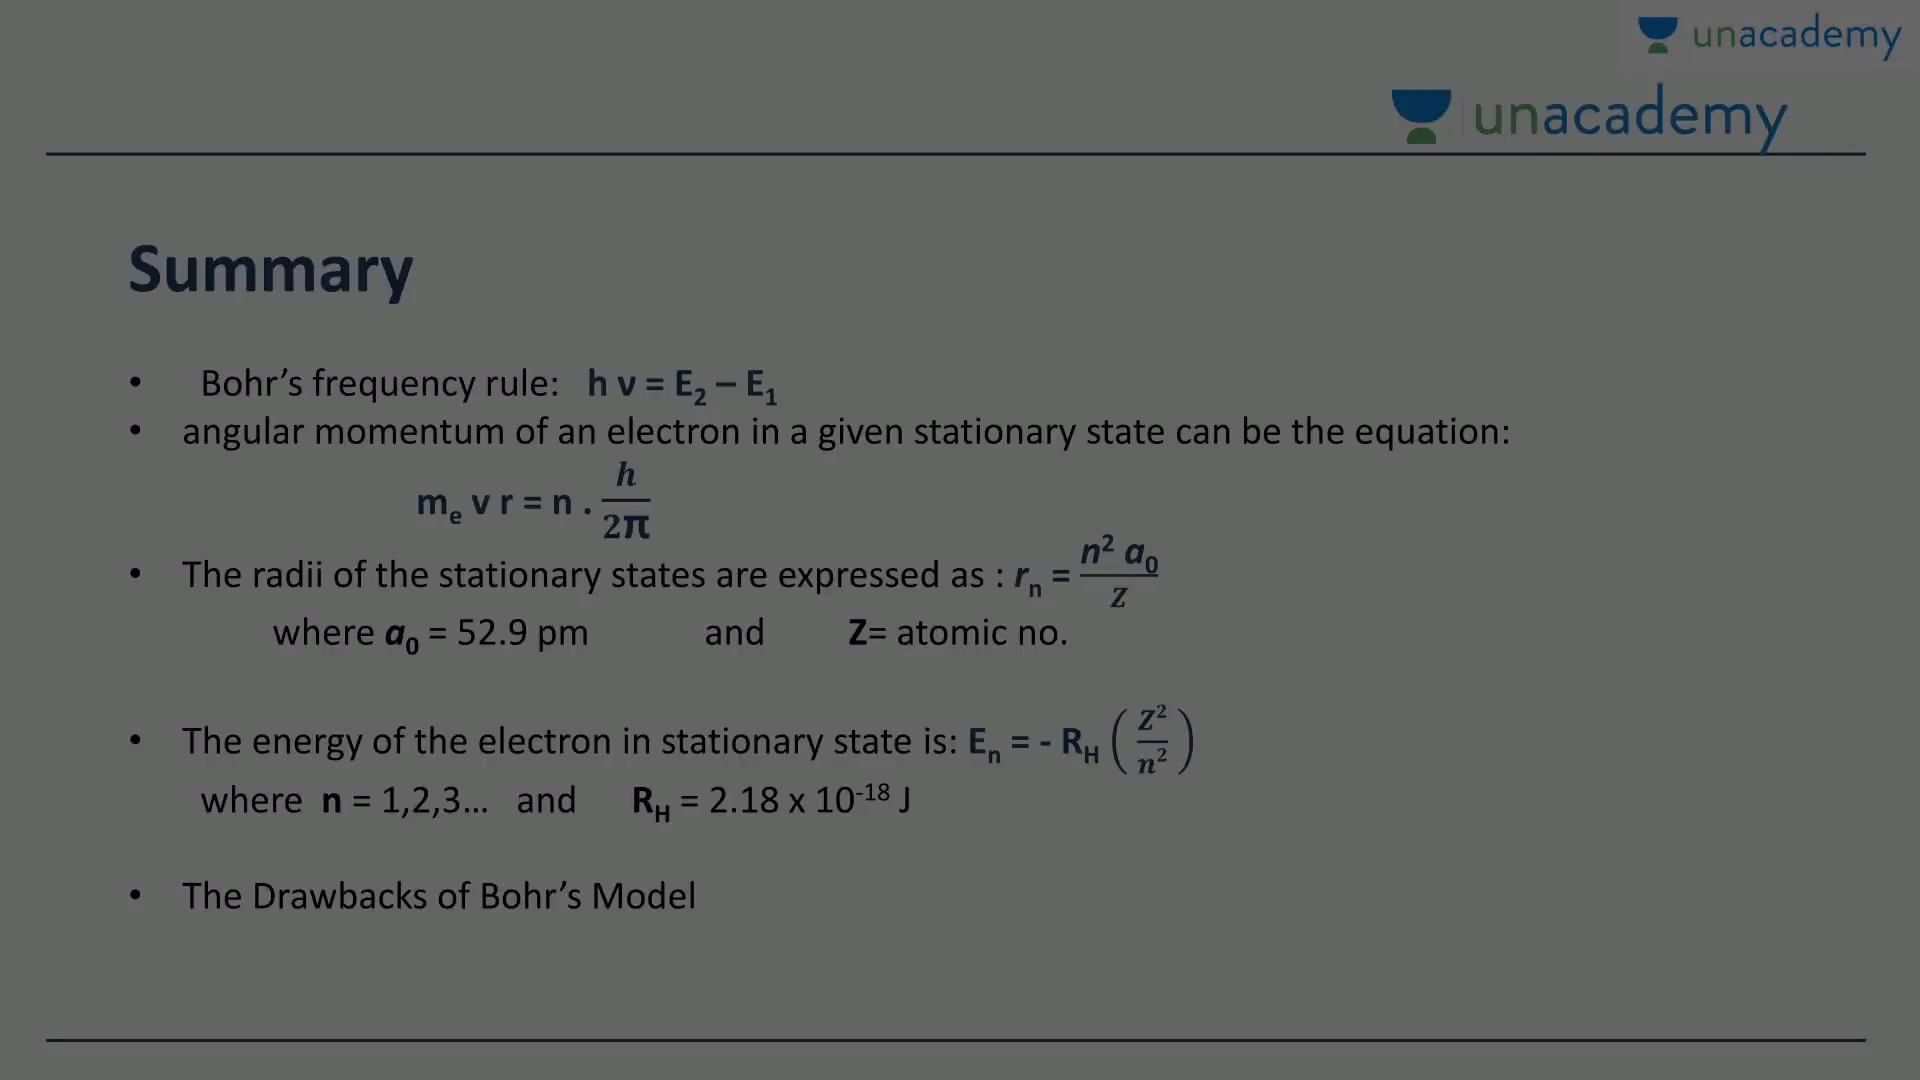 unacademy
unacademy
Summary
• Bohr’s frequency rule: h ν = E₂ – E₁
• angular momentum of an electron in a given stationary state can be the equation:
mₑ v r = n . h/2π
• The radii of the stationary states are expressed as : rₙ = n² a₀/Z
where a₀ = 52.9 pm and Z= atomic no.
• The energy of the electron in stationary state is: Eₙ = - R_H (Z²/n²)
where n = 1,2,3... and R_H = 2.18 x 10⁻¹⁸ J
• The Drawbacks of Bohr’s Model